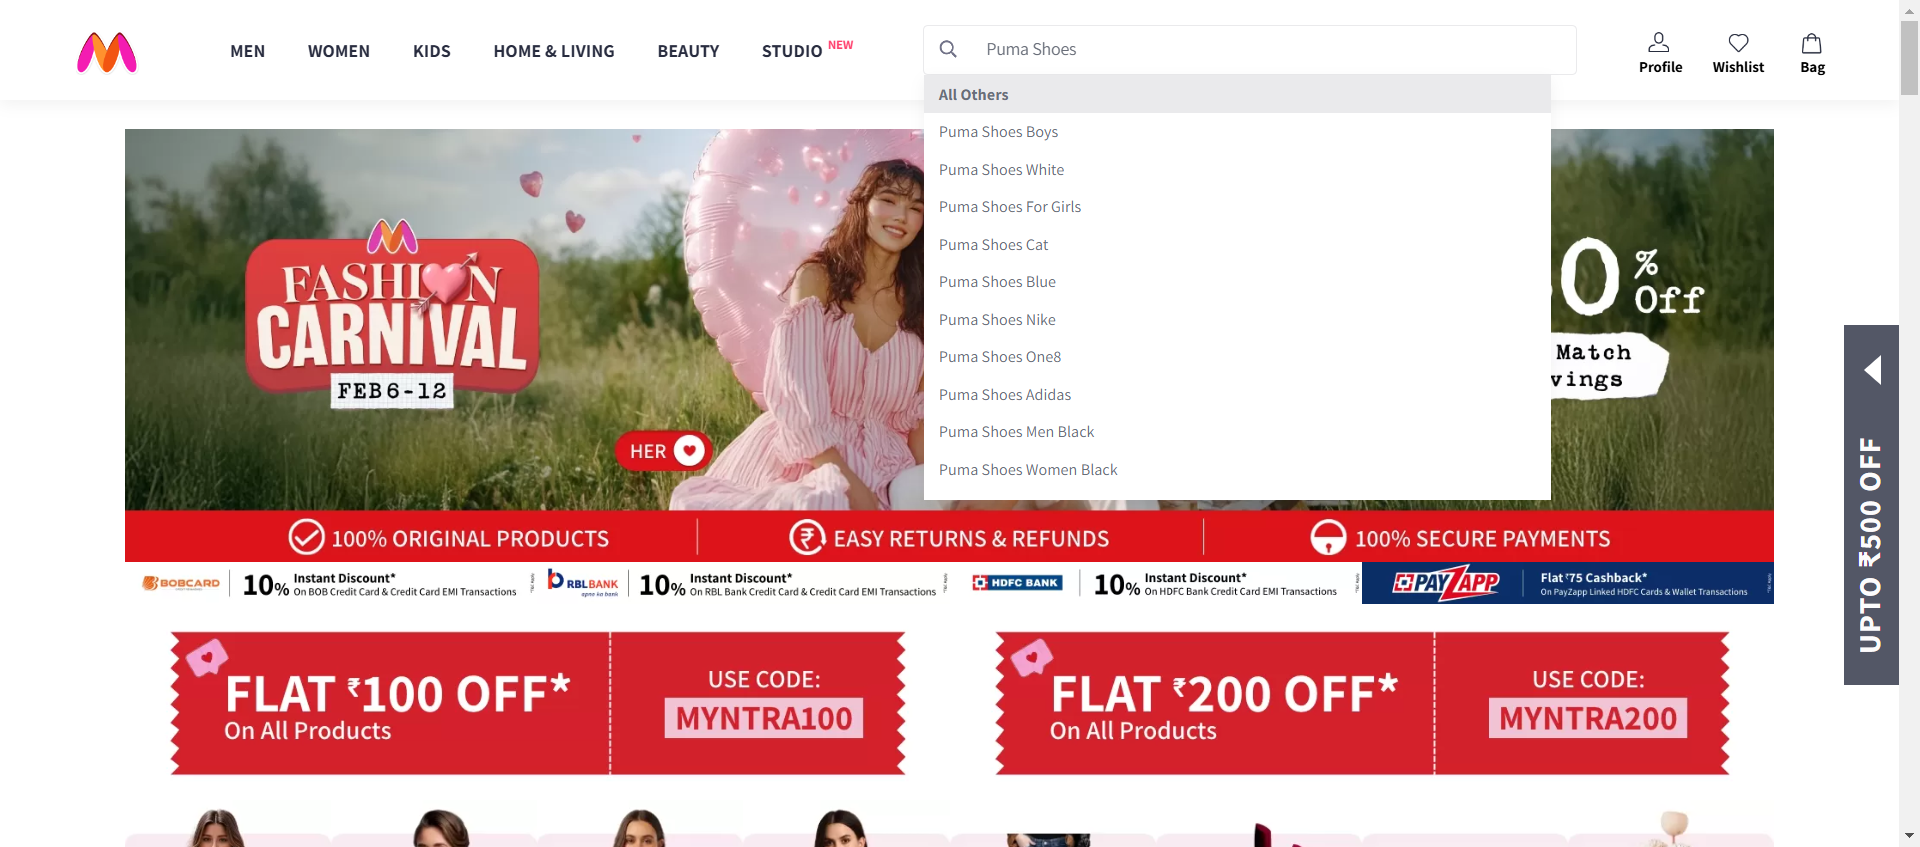 MEN
WOMEN
KIDS
HOME & LIVING
BEAUTY
STUDIO NEW
Puma Shoes
Profile
Wishlist
Bag
All Others
Puma Shoes Boys
Puma Shoes White
Puma Shoes For Girls
Puma Shoes Cat
Puma Shoes Blue
Puma Shoes Nike
Puma Shoes One8
Puma Shoes Adidas
Puma Shoes Men Black
Puma Shoes Women Black
FASHION
CARNIVAL
FEB 6-12
HER
0% Off
Match
UPTO ₹500 OFF
100% ORIGINAL PRODUCTS
EASY RETURNS & REFUNDS
100% SECURE PAYMENTS
BOBCARD
10% Instant Discount*
On BOB Credit Card & Credit Card EMI Transactions
RBL BANK
apno ka bank
10% Instant Discount*
On RBL Bank Credit Card & Credit Card EMI Transactions
HDFC BANK
10% Instant Discount*
On HDFC Bank Credit Card EMI Transactions
PAYZAPP
Flat ₹75 Cashback*
On PayZapp Linked HDFC Cards & Wallet Transactions
FLAT ₹100 OFF*
On All Products
USE CODE:
MYNTRA100
FLAT ₹200 OFF*
On All Products
USE CODE:
MYNTRA200